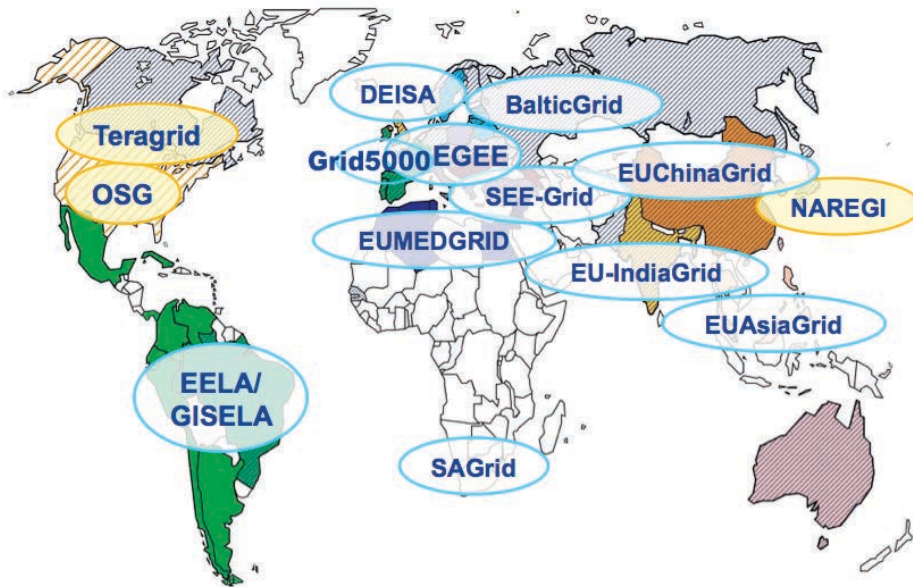 DEISA
BalticGrid
Teragrid
Grid5000
EGEE
EUChinaGrid
OSG
SEE-Grid
NAREGI
EUMEDGRID
EU-IndiaGrid
EUAsiaGrid
EELA/
GISELA
SAGrid